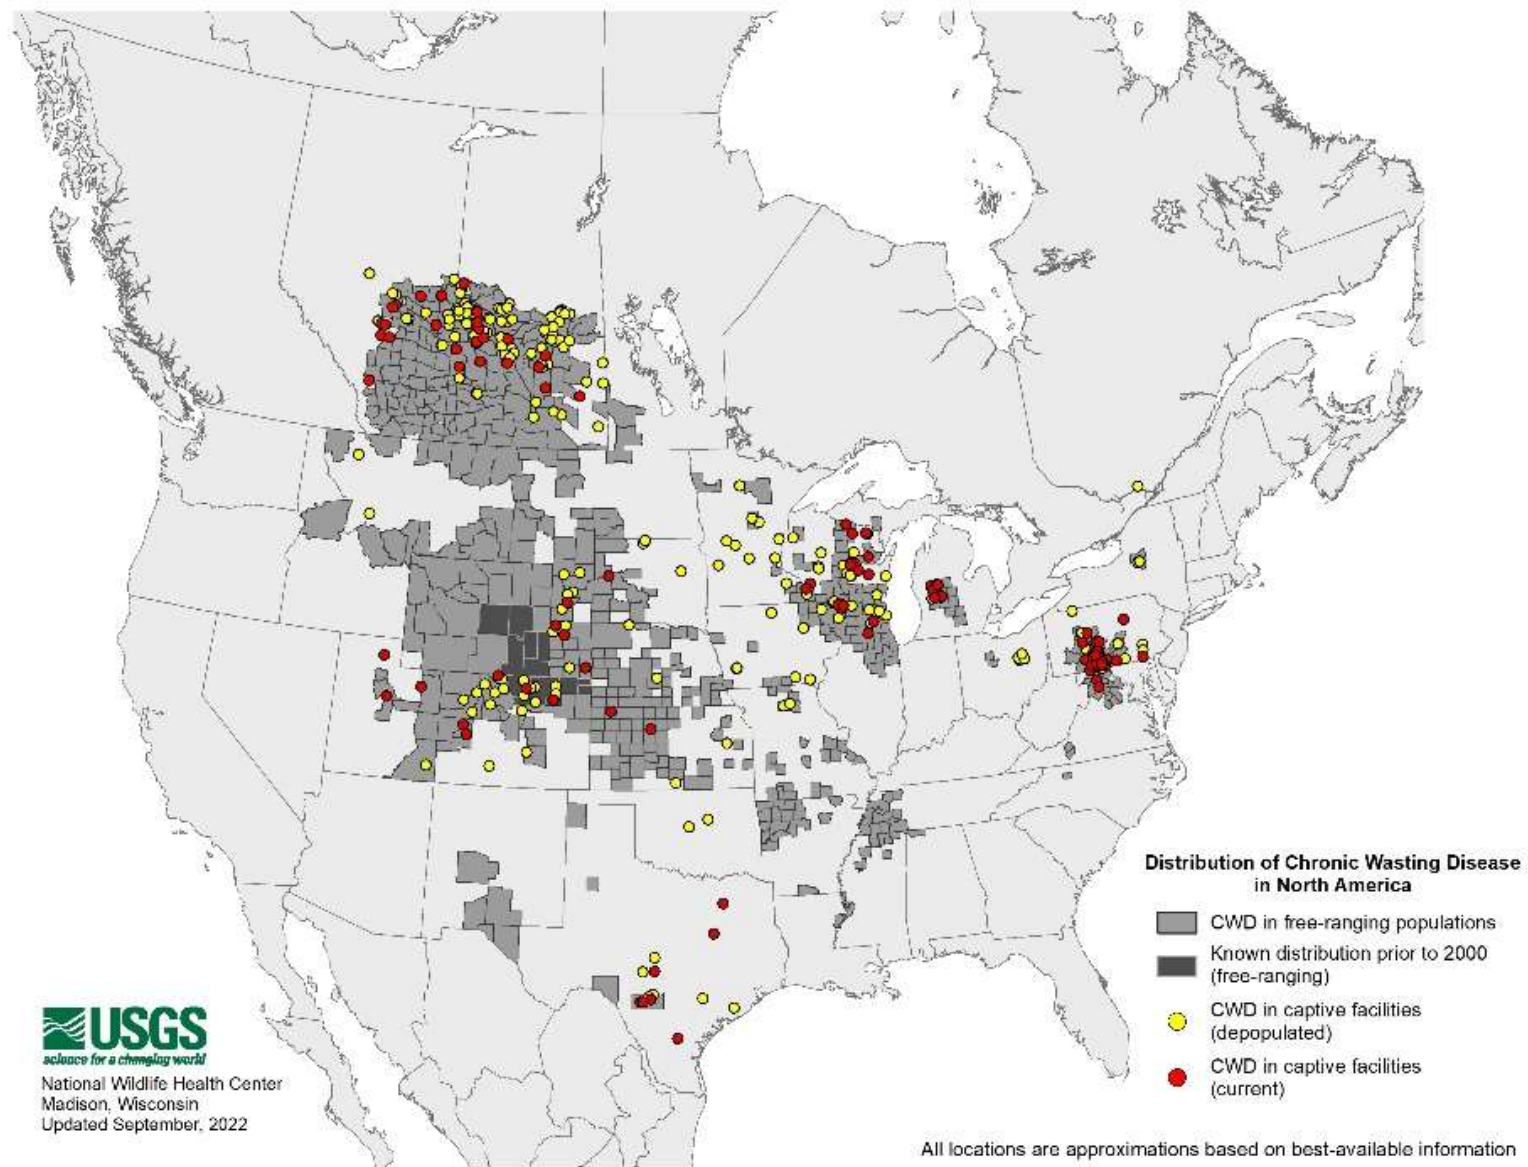 Distribution of Chronic Wasting Disease
in North America
CWD in free-ranging populations
Known distribution prior to 2000
(free-ranging)
CWD in captive facilities
(depopulated)
CWD in captive facilities
(current)
USGS
science for a changing world
National Wildlife Health Center
Madison, Wisconsin
Updated September, 2022
All locations are approximations based on best-available information